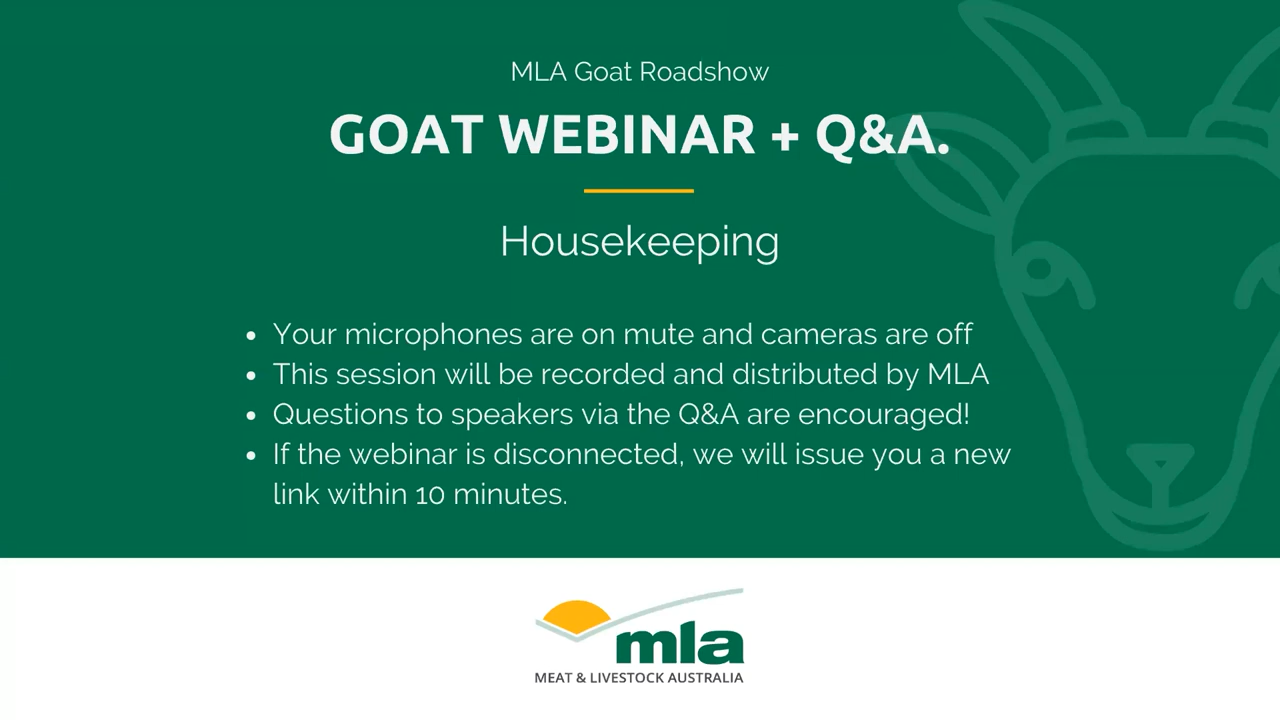 MLA Goat Roadshow
GOAT WEBINAR + Q&A.
Housekeeping
• Your microphones are on mute and cameras are off
• This session will be recorded and distributed by MLA
• Questions to speakers via the Q&A are encouraged!
• If the webinar is disconnected, we will issue you a new
link within 10 minutes.
mla
MEAT & LIVESTOCK AUSTRALIA